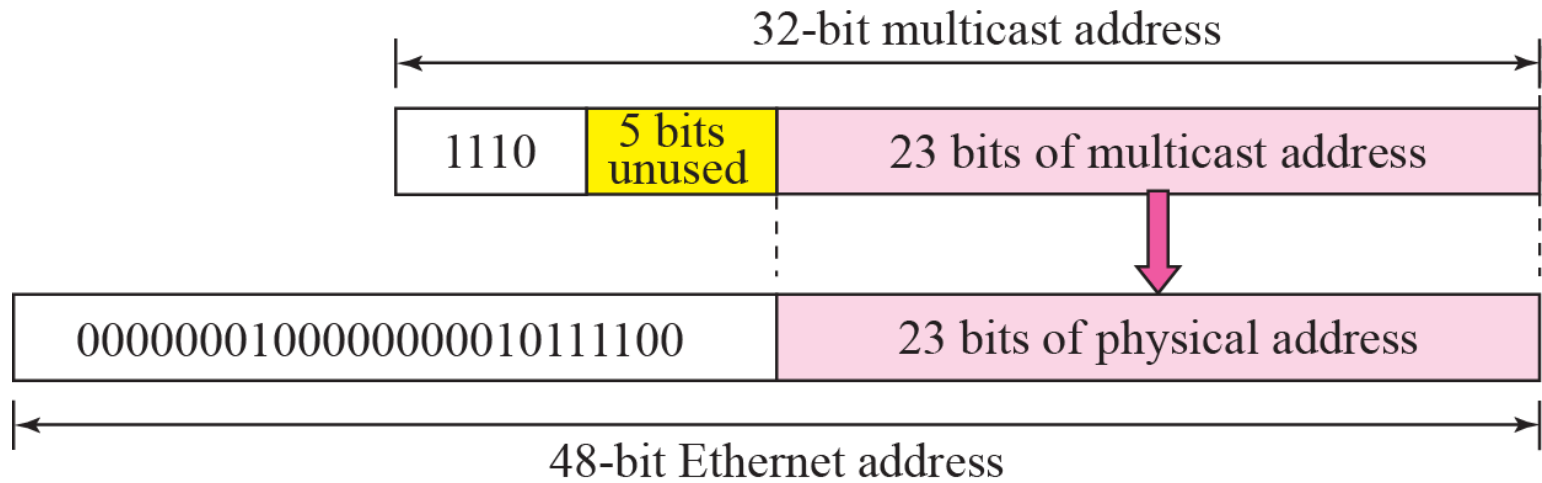 32-bit multicast address
1110
5 bits
unused
23 bits of multicast address
0000000100000000010111100
23 bits of physical address
48-bit Ethernet address